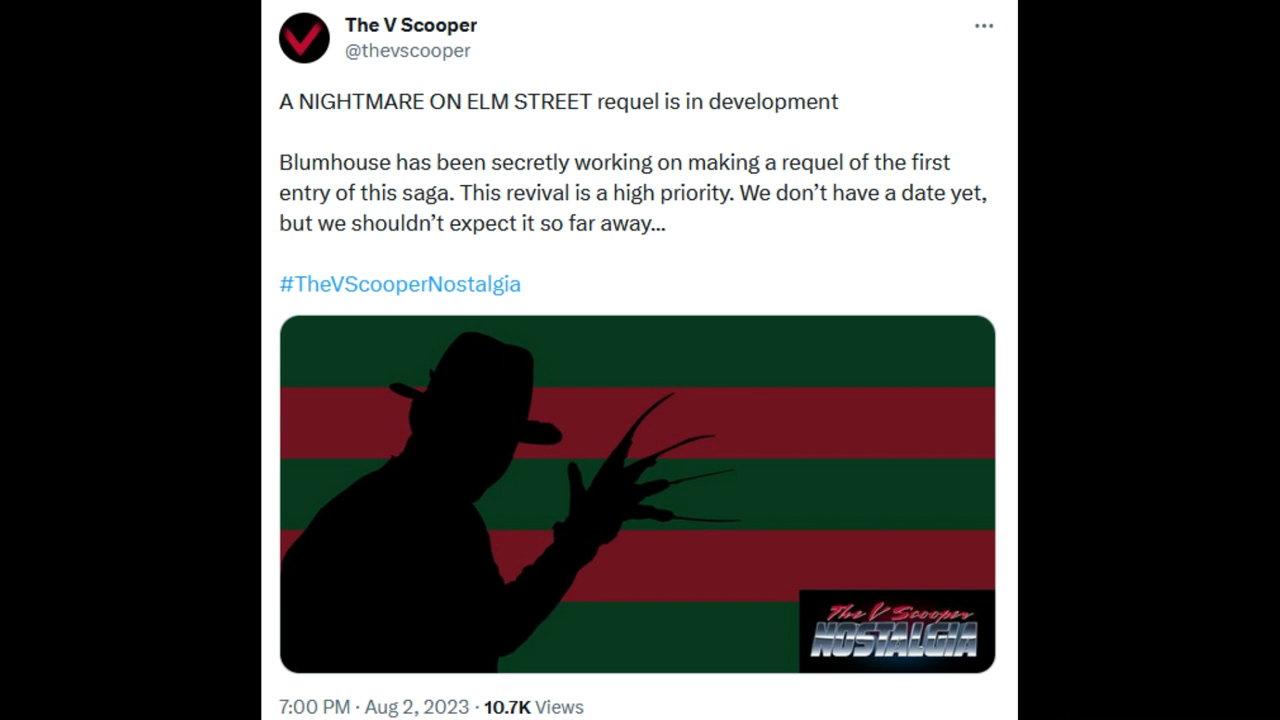 The V Scooper
@thevscooper
A NIGHTMARE ON ELM STREET requel is in development
Blumhouse has been secretly working on making a requel of the first
entry of this saga. This revival is a high priority. We don’t have a date yet,
but we shouldn’t expect it so far away...
#TheVScooperNostalgia
The V Scooper
NOSTALGIA
7:00 PM · Aug 2, 2023 · 10.7K Views